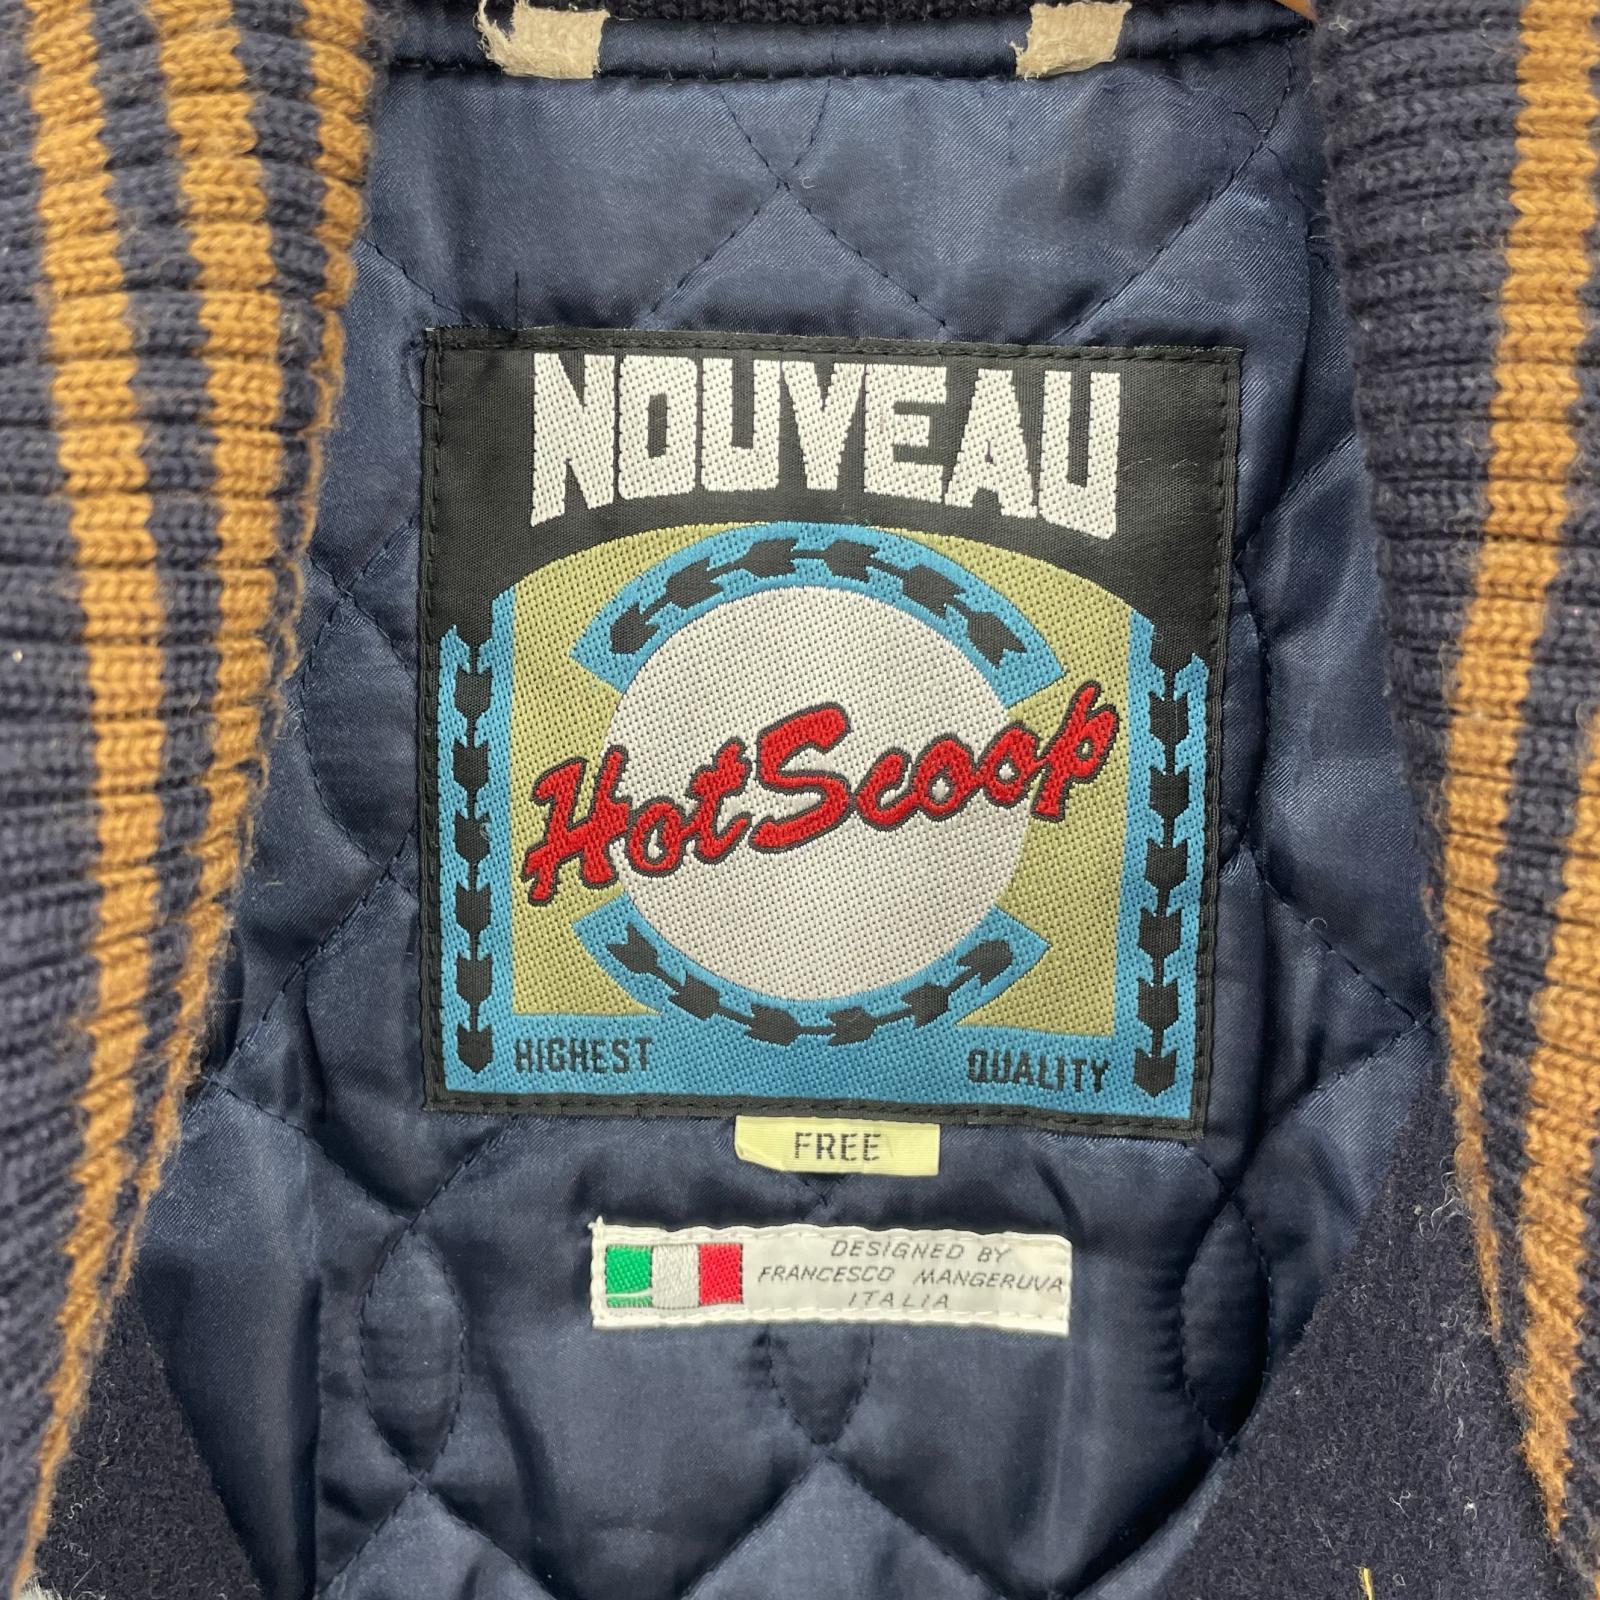 NOUVEAU
HotScoop
HIGHEST QUALITY
FREE
DESIGNED BY
FRANCESCO MANGERUVA
ITALIA